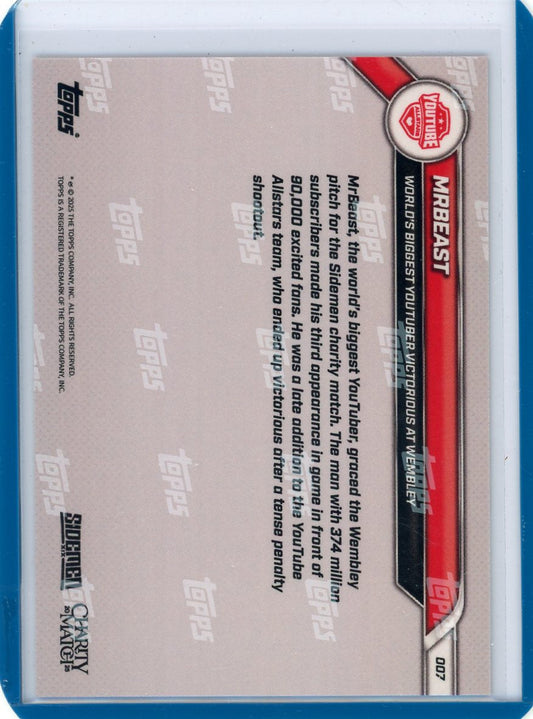 YOUTUBE
ALLSTARS
MRBEAST
007
WORLD'S BIGGEST YOUTUBER VICTORIOUS AT WEMBLEY
MrBeast, the world's biggest YouTuber, graced the Wembley
pitch for the Sidemen charity match. The man with 374 million
subscribers made his third appearance in game in front of
90,000 excited fans. He was a late addition to the YouTube
Allstars team, who ended up victorious after a tense penalty
shootout.
topps®
* ® © 2025 THE TOPPS COMPANY, INC. ALL RIGHTS RESERVED.
TOPPS IS A REGISTERED TRADEMARK OF THE TOPPS COMPANY, INC.
SIDEMEN
XIX
CHARITY
20 MATCH 25